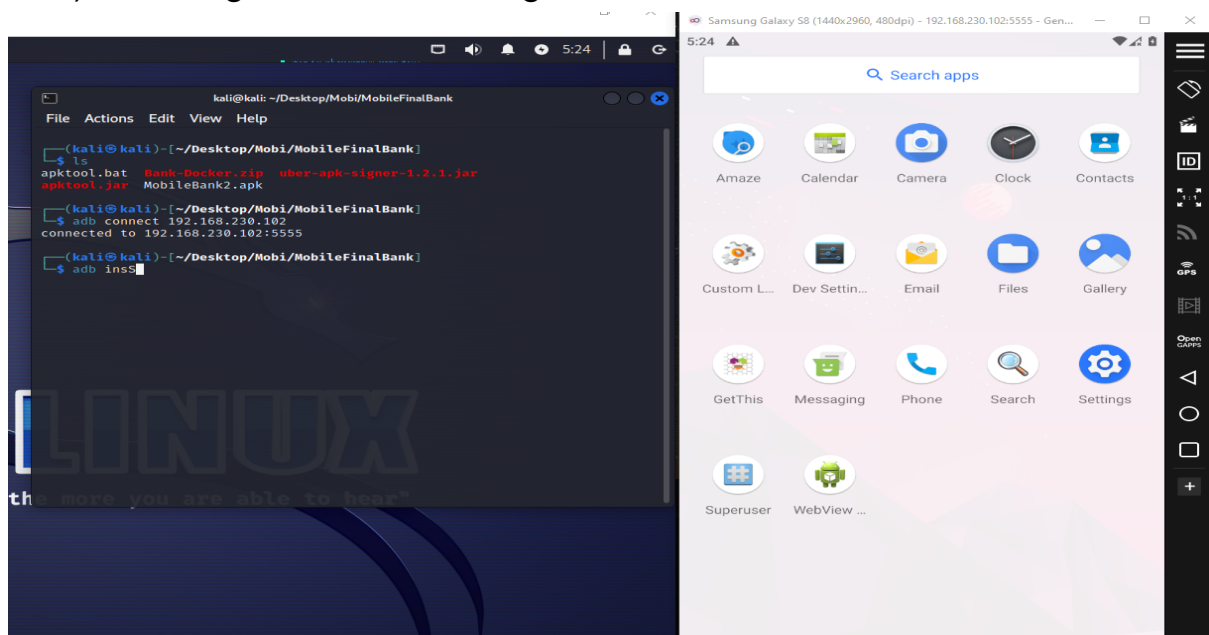 Samsung Galaxy S8 (1440x2960, 480dpi) - 192.168.230.102:5555 - Gen...
5:24
kali@kali: ~/Desktop/Mobi/MobileFinalBank
File Actions Edit View Help
(kali㉿kali)-[~/Desktop/Mobi/MobileFinalBank]
$ ls
apktool.bat Bank-Docker.zip uber-apk-signer-1.2.1.jar
apktool.jar MobileBank2.apk
(kali㉿kali)-[~/Desktop/Mobi/MobileFinalBank]
$ adb connect 192.168.230.102
connected to 192.168.230.102:5555
(kali㉿kali)-[~/Desktop/Mobi/MobileFinalBank]
$ adb insS
LINUX
the more you are able to hear"
5:24
Search apps
Amaze Calendar Camera Clock Contacts
Custom L... Dev Settin... Email Files Gallery
GetThis Messaging Phone Search Settings
Superuser WebView ...
ID
1:1
GPS
Open
GAPPS